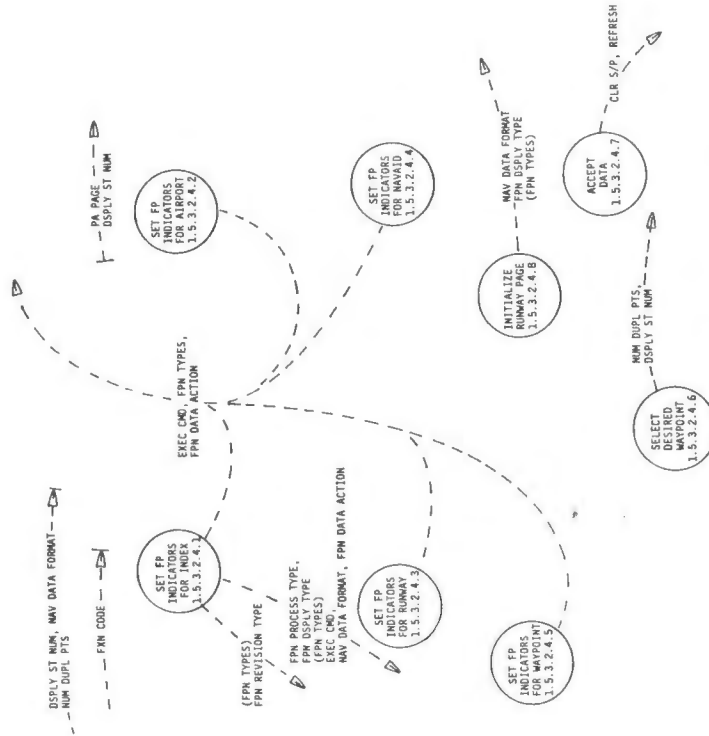 DSPLY ST NUM, NAV DATA FORMAT
NUM DUPL PTS
FXN CODE
PA PAGE
DSPLY ST NUM
SET FP
INDICATORS
FOR INDEX
1.5.3.2.4.1
EXEC CMD, FPN TYPES,
FPN DATA ACTION
SET FP
INDICATORS
FOR AIRPORT
1.5.3.2.4.2
(FPN TYPES)
FPN REVISION TYPE
FPN PROCESS TYPE,
FPN DSPLY TYPE
(FPN TYPES)
EXEC CMD,
NAV DATA FORMAT, FPN DATA ACTION
SET FP
INDICATORS
FOR RUNWAY
1.5.3.2.4.3
SET FP
INDICATORS
FOR NAVAID
1.5.3.2.4.4
SET FP
INDICATORS
FOR WAYPOINT
1.5.3.2.4.5
INITIALIZE
RUNWAY PAGE
1.5.3.2.4.8
NAV DATA FORMAT
FPN DSPLY TYPE
(FPN TYPES)
SELECT
DESIRED
WAYPOINT
1.5.3.2.4.6
NUM DUPL PTS,
DSPLY ST NUM
ACCEPT
DATA
1.5.3.2.4.7
CLR S/P, REFRESH